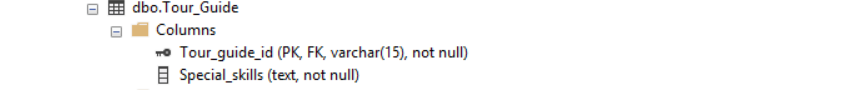 dbo.Tour_Guide
Columns
Tour_guide_id (PK, FK, varchar(15), not null)
Special_skills (text, not null)